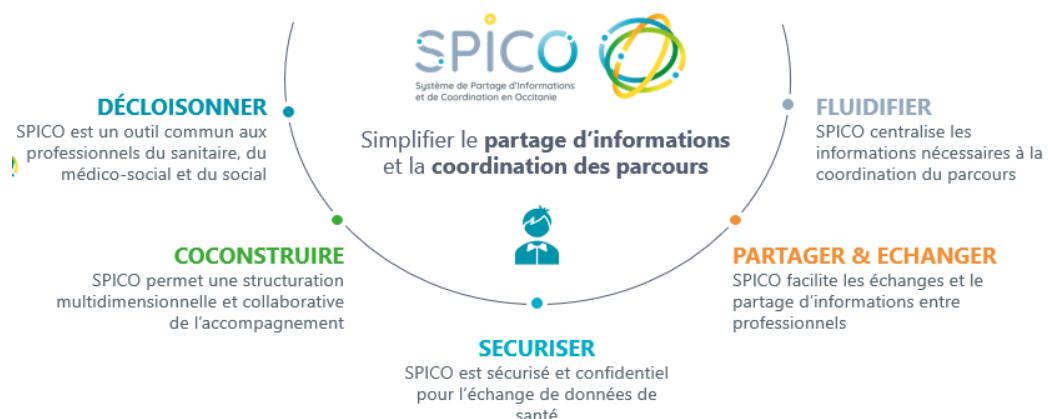 SPICO
Système de Partage d'Informations
et de Coordination en Occitanie
Simplifier le partage d'informations
et la coordination des parcours
DÉCLOISONNER
SPICO est un outil commun aux
professionnels du sanitaire, du
médico-social et du social
COCONSTRUIRE
SPICO permet une structuration
multidimensionnelle et collaborative
de l'accompagnement
SECURISER
SPICO est sécurisé et confidentiel
pour l'échange de données de
santé
PARTAGER & ECHANGER
SPICO facilite les échanges et le
partage d'informations entre
professionnels
FLUIDIFIER
SPICO centralise les
informations nécessaires à la
coordination du parcours